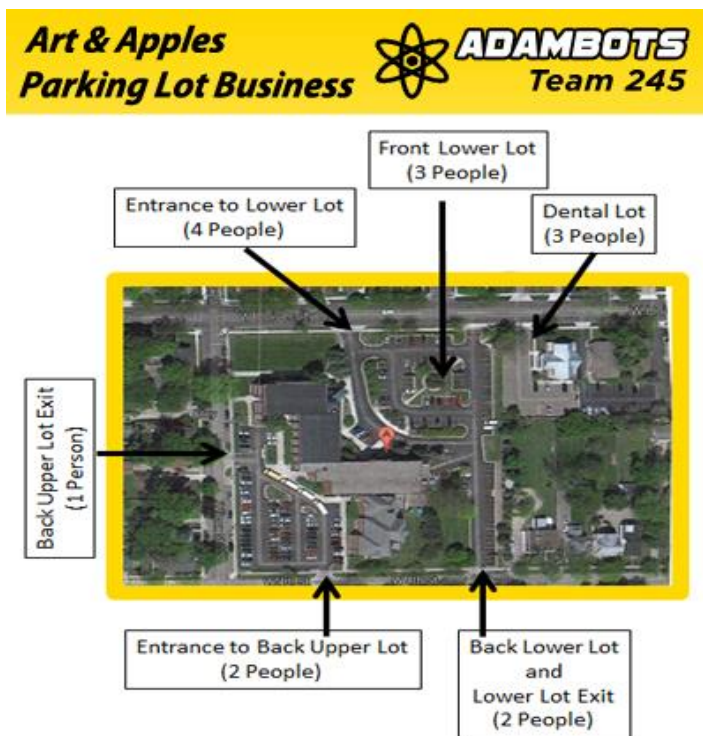 Art & Apples
Parking Lot Business
ADAMBOTS
Team 245
Front Lower Lot
(3 People)
Entrance to Lower Lot
(4 People)
Dental Lot
(3 People)
Back Upper Lot Exit
(1 Person)
Entrance to Back Upper Lot
(2 People)
Back Lower Lot
and
Lower Lot Exit
(2 People)